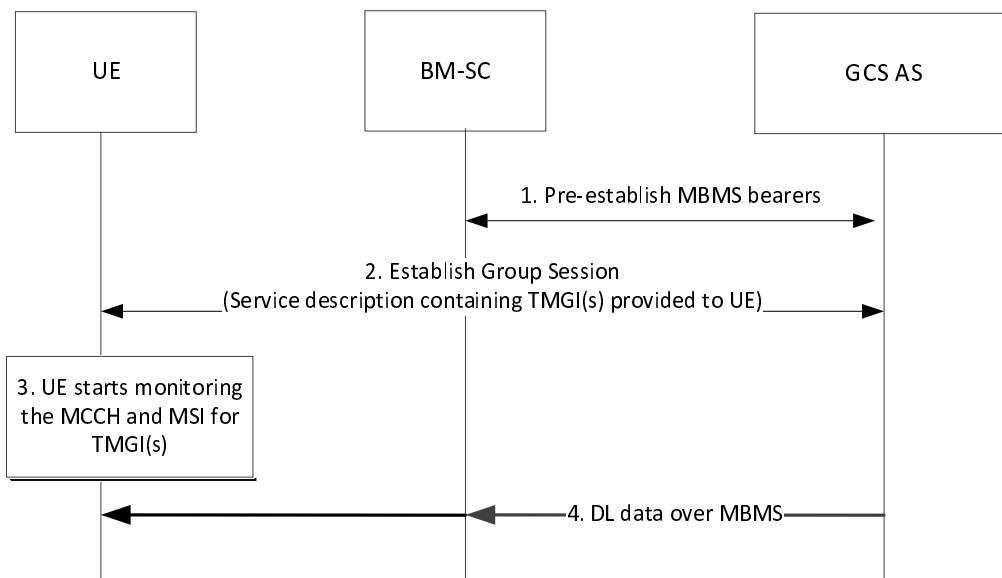 UE
BM-SC
GCS AS
1. Pre-establish MBMS bearers
2. Establish Group Session
(Service description containing TMGI(s) provided to UE)
3. UE starts monitoring
the MCCH and MSI for
TMGI(s)
4. DL data over MBMS